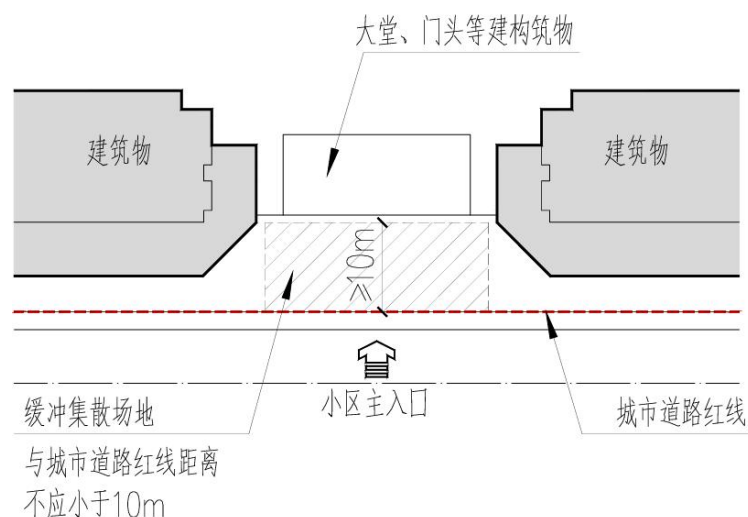 大堂、门头等建构筑物
建筑物
建筑物
≥10m
小区主入口
缓冲集散场地
城市道路红线
与城市道路红线距离
不应小于10m